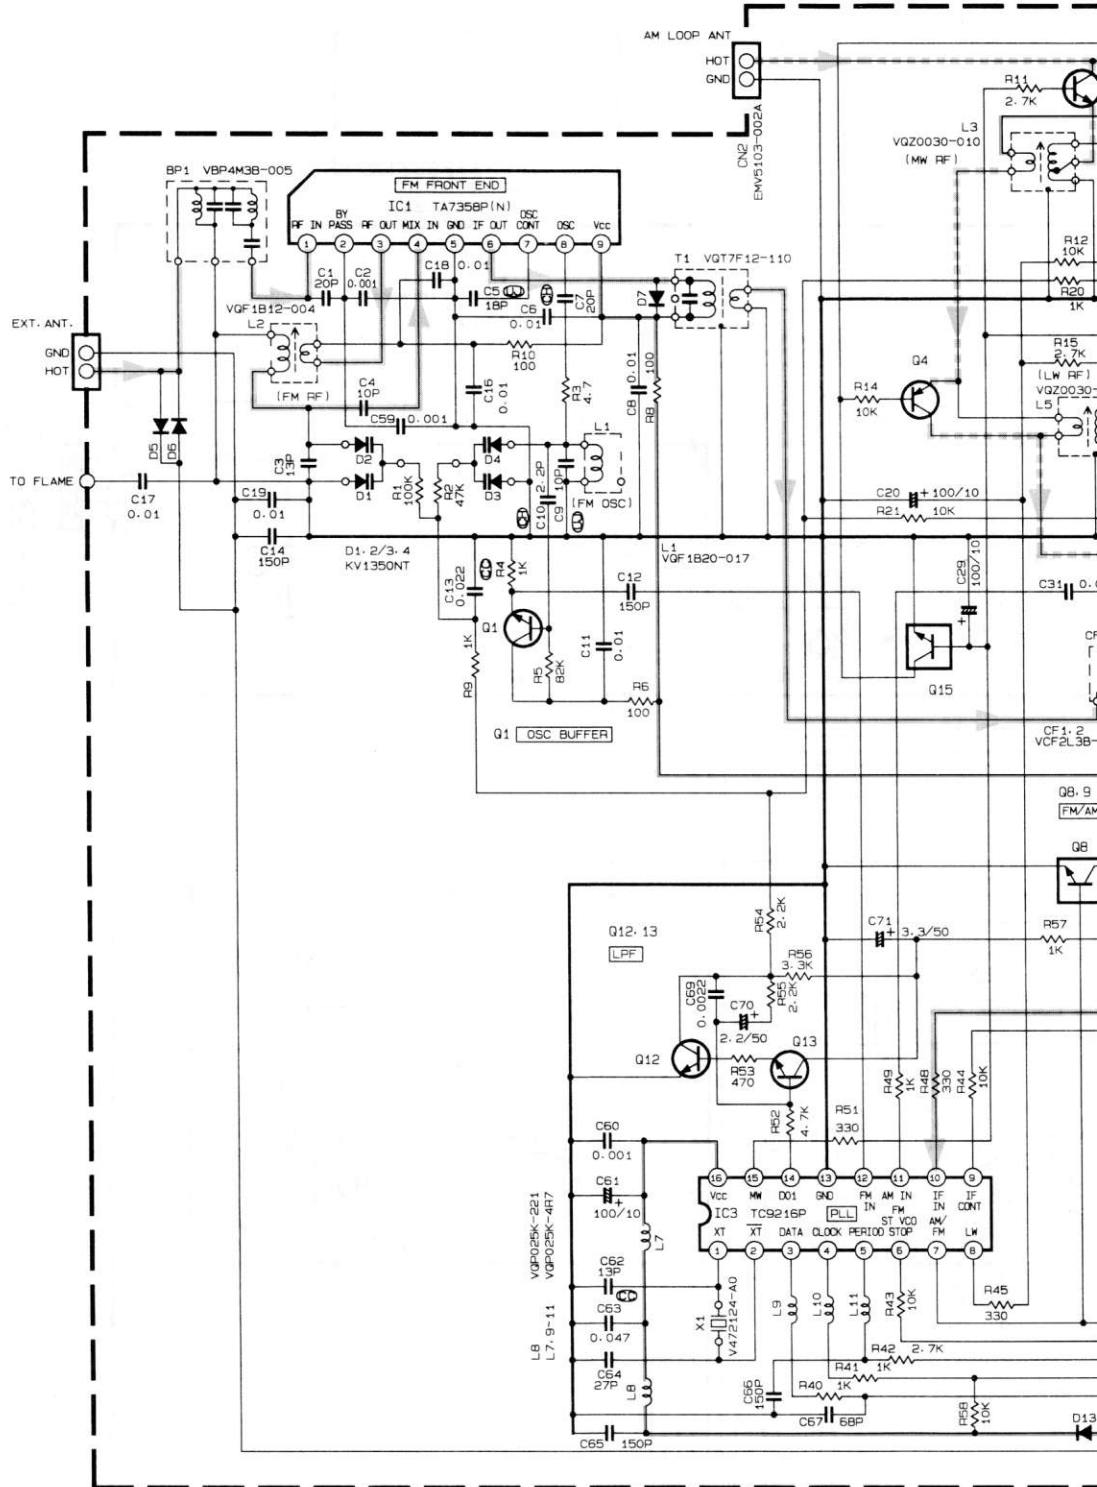 AM LOOP ANT
HOT
GND
CN2
EMV5103-002A
R11
2.7K
L3
VQZ0030-010
(MW RF)
BP1 VBP4M3B-005
FM FRONT END
IC1 TA7358P(N)
RF IN
BY PASS
RF OUT
MIX IN
GND
IF OUT
OSC CONT
OSC
Vcc
1 2 3 4 5 6 7 8 9
C1
20P
C2
0.001
C18 0.01
C5
18P
C6
0.01
C7
20P
D7
T1 VQT7F12-110
R12
10K
R20
1K
VQF1B12-004
L2
(FM RF)
EXT. ANT.
GND
HOT
R10
100
C4
10P
C16
0.01
R3
4.7
C8 0.01
R8
100
R15
2.7K
(LW RF)
VQZ0030-
L5
Q4
R14
10K
C59 0.001
D5
D6
C3
13P
D2
D1
R1
100K
R2
47K
D4
D3
C10 2.2P
C9
10P
L1
(FM OSC)
TO FLAME
C17
0.01
C19
0.01
C14
150P
D1.2/3.4
KV1350NT
L1
VQF1B20-017
C20 + 100/10
R21 10K
C13
0.022
R4
1K
C12
150P
C29
100/10
+
C31
Q1
R5
82K
C11
0.01
R9
1K
R6
100
Q15
Q1 OSC BUFFER
CF1.2
VCF2L3B-
Q8.9
FM/AM
Q8
R54
2.2K
Q12.13
LPF
C71
+ 3.3/50
R57
1K
R56
3.3K
C69
0.0022
R55
2.2K
C70
+
2.2/50
Q12
R53
470
Q13
R52
4.7K
R51
330
R49
1K
R48
330
R44
10K
C60
0.001
C61
+
100/10
L7
16 15 14 13 12 11 10 9
Vcc
MW
DO1
GND
FM IN
AM IN
IF IN
IF CONT
IC3 TC9216P PLL
XT
XT
DATA
CLOCK
PERIOD
FM ST VCO STOP
AM/FM
LW
1 2 3 4 5 6 7 8
L8 VQP025K-221
L7.9-11 VQP025K-4R7
C62
13P
C63
0.047
C64
27P
L8
X1
V472124-A0
L9
L10
L11
R43
10K
R45
330
R42 2.7K
R41
1K
R40
1K
C66
150P
C67 68P
R58
10K
D13
C65 150P